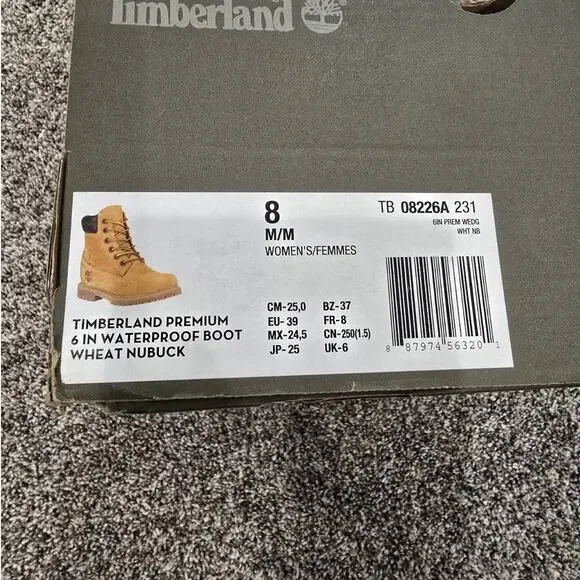 Timberland
8
M/M
WOMEN'S/FEMMES
TB 08226A 231
6IN PREM WEDG
WHT NB
TIMBERLAND PREMIUM
6 IN WATERPROOF BOOT
WHEAT NUBUCK
CM-25,0 BZ-37
EU- 39 FR-8
MX-24,5 CN-250(1.5)
JP- 25 UK-6
8 87974 56320 1